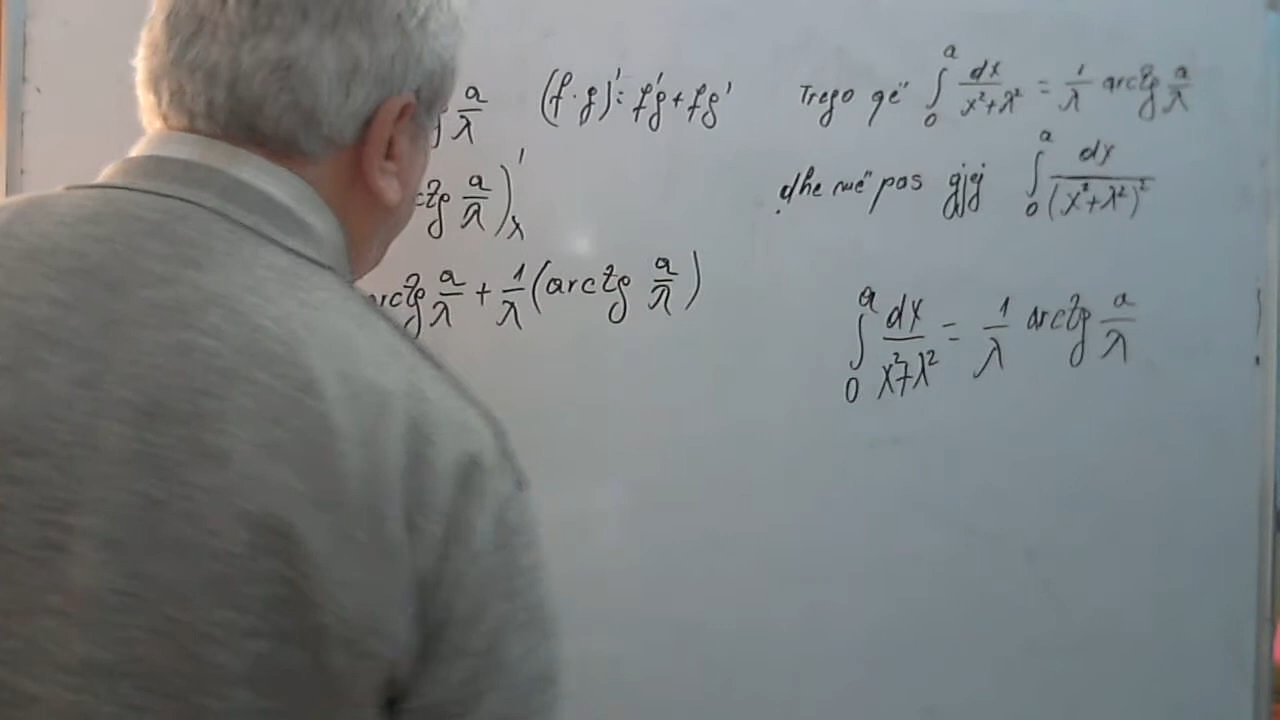 a/λ (f·g)' = f'g + fg'
tg a/λ)'λ
arctg a/λ + 1/λ (arctg a/λ)
Trego që ∫₀ᵃ dx/(x²+λ²) = 1/λ arctg a/λ
dhe më pas gjej ∫₀ᵃ dx/(x²+λ²)²
∫₀ᵃ dx/(x²+λ²) = 1/λ arctg a/λ